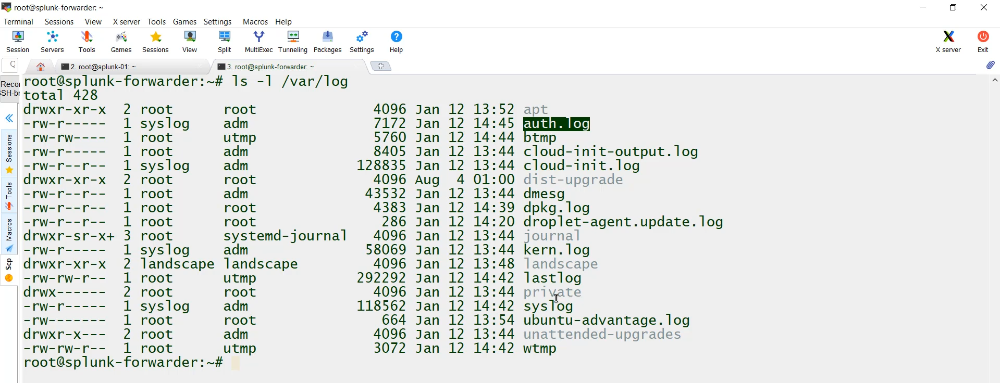 root@splunk-forwarder: ~
Terminal Sessions View X server Tools Games Settings Macros Help
Session Servers Tools Games Sessions View Split MultiExec Tunneling Packages Settings Help X server Exit
2. root@splunk-01: ~ 3. root@splunk-forwarder: ~
root@splunk-forwarder:~# ls -l /var/log
total 428
drwxr-xr-x 2 root root 4096 Jan 12 13:52 apt
-rw-r----- 1 syslog adm 7172 Jan 12 14:45 auth.log
-rw-rw---- 1 root utmp 5760 Jan 12 14:44 btmp
-rw-r----- 1 root adm 8405 Jan 12 13:44 cloud-init-output.log
-rw-r--r-- 1 syslog adm 128835 Jan 12 13:44 cloud-init.log
drwxr-xr-x 2 root root 4096 Aug 4 01:00 dist-upgrade
-rw-r--r-- 1 root adm 43532 Jan 12 13:44 dmesg
-rw-r--r-- 1 root root 4383 Jan 12 14:39 dpkg.log
-rw-r--r-- 1 root root 286 Jan 12 14:20 droplet-agent.update.log
drwxr-sr-x+ 3 root systemd-journal 4096 Jan 12 13:44 journal
-rw-r----- 1 syslog adm 58069 Jan 12 13:44 kern.log
drwxr-xr-x 2 landscape landscape 4096 Jan 12 13:48 landscape
-rw-rw-r-- 1 root utmp 292292 Jan 12 14:42 lastlog
drwx------ 2 root root 4096 Jan 12 13:44 private
-rw-r----- 1 syslog adm 118562 Jan 12 14:42 syslog
-rw------- 1 root root 664 Jan 12 13:54 ubuntu-advantage.log
drwxr-x--- 2 root adm 4096 Jan 12 13:44 unattended-upgrades
-rw-rw-r-- 1 root utmp 3072 Jan 12 14:42 wtmp
root@splunk-forwarder:~#
Sessions
Tools
Macros
Scp